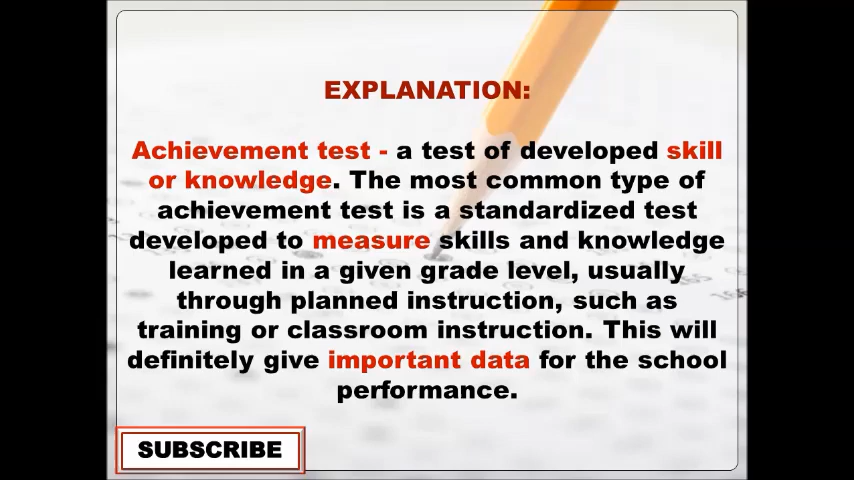 EXPLANATION:
Achievement test - a test of developed skill
or knowledge. The most common type of
achievement test is a standardized test
developed to measure skills and knowledge
learned in a given grade level, usually
through planned instruction, such as
training or classroom instruction. This will
definitely give important data for the school
performance.
SUBSCRIBE